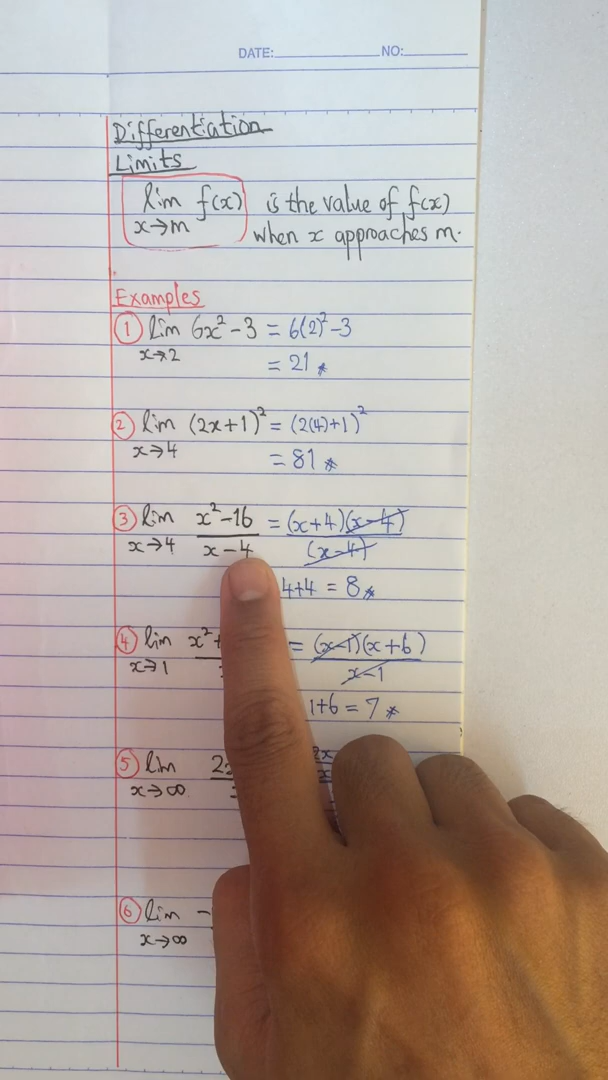 DATE: NO:
Differentiation
Limits
lim f(x) is the value of f(x)
x→m when x approaches m.
Examples
① lim 6x²-3 = 6(2)²-3
x→2 = 21
② lim (2x+1)² = (2(4)+1)²
x→4 = 81
③ lim x²-16 = (x+4)(x-4)
x→4 x-4 (x-4)
4+4 = 8
④ lim x²+ = (x-1)(x+6)
x→1 x-1
1+6 = 7
⑤ lim
x→∞
⑥ lim -
x→∞